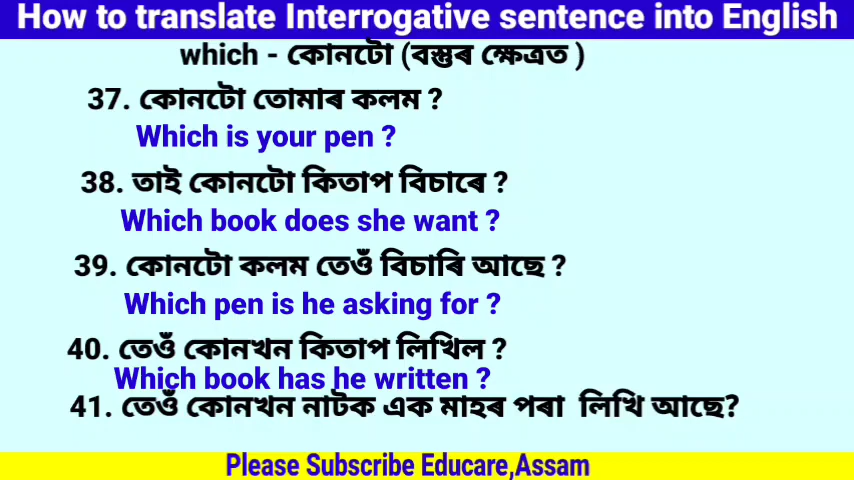 How to translate Interrogative sentence into English
which - কোনটো (বস্তুৰ ক্ষেত্ৰত )
37. কোনটো তোমাৰ কলম ?
Which is your pen ?
38. তাই কোনটো কিতাপ বিচাৰে ?
Which book does she want ?
39. কোনটো কলম তেওঁ বিচাৰি আছে ?
Which pen is he asking for ?
40. তেওঁ কোনখন কিতাপ লিখিল ?
Which book has he written ?
41. তেওঁ কোনখন নাটক এক মাহৰ পৰা লিখি আছে?
Please Subscribe Educare,Assam